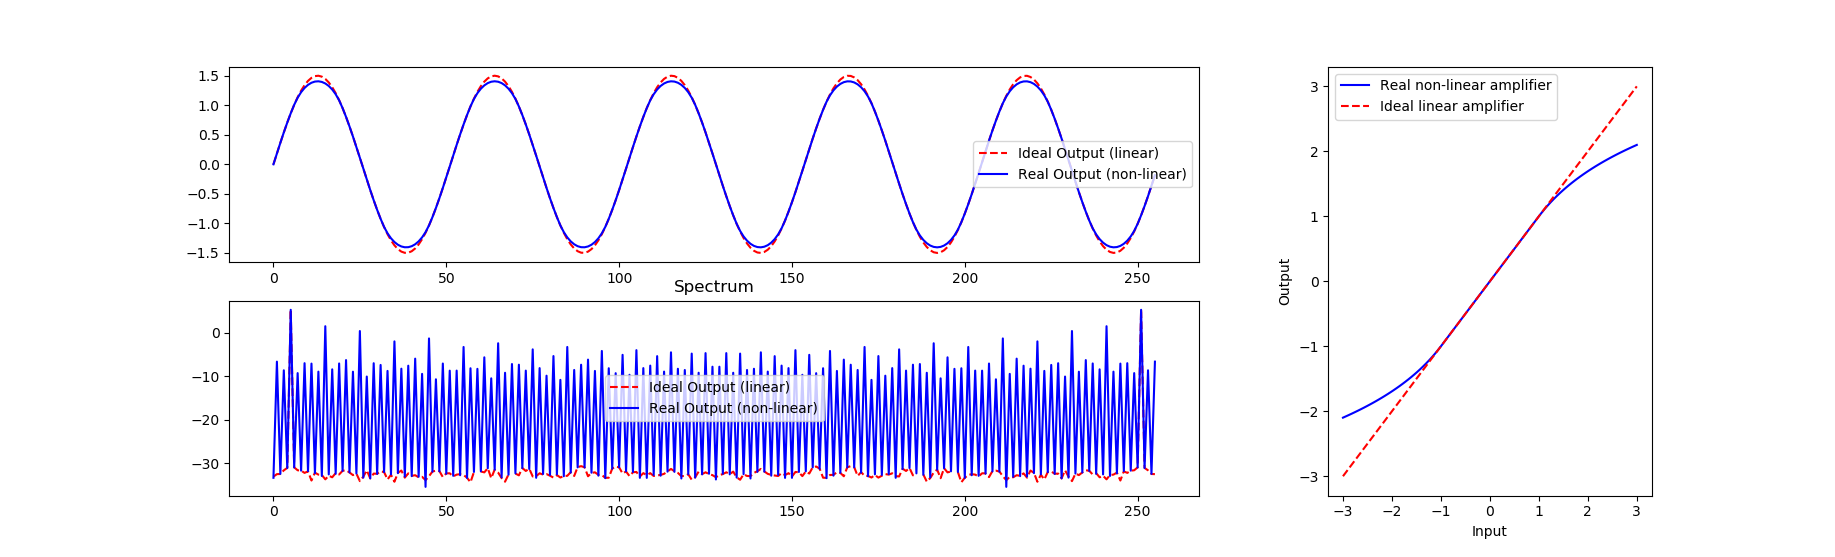 1.5
1.0
0.5
0.0
−0.5
−1.0
−1.5
Ideal Output (linear)
Real Output (non-linear)
0 50 100 150 200 250
Spectrum
0
−10
−20
−30
Ideal Output (linear)
Real Output (non-linear)
0 50 100 150 200 250
Real non-linear amplifier
Ideal linear amplifier
3
2
1
0
−1
−2
−3
Output
−3 −2 −1 0 1 2 3
Input